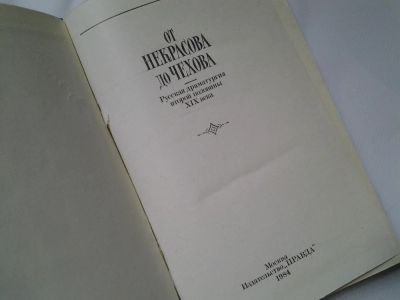 ОТ
НЕКРАСОВА
ДО ЧЕХОВА
Русская драматургия
второй половины
XIX века
Москва
Издательство „ПРАВДА"
1984